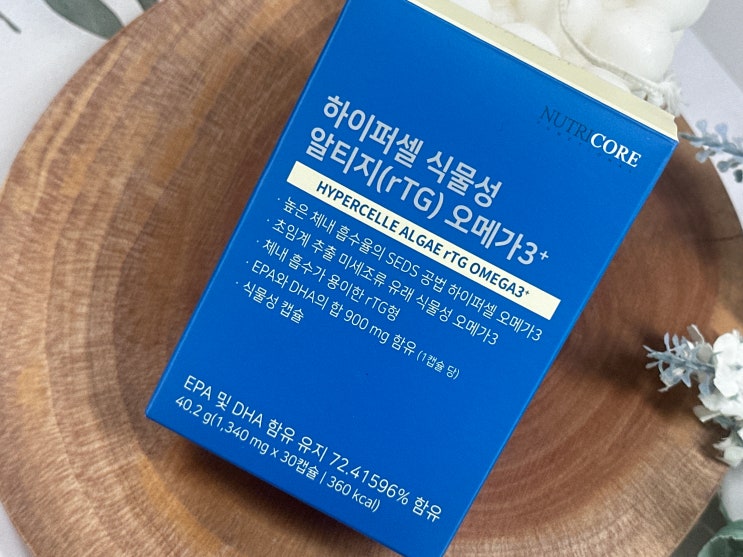 NUTRICORE
하이퍼셀 식물성
알티지(rTG) 오메가3⁺
HYPERCELLE ALGAE rTG OMEGA3⁺
· 높은 체내 흡수율의 SEDS 공법 하이퍼셀 오메가3
· 초임계 추출 미세조류 유래 식물성 오메가3
· 체내 흡수가 용이한 rTG형
· EPA와 DHA의 합 900 mg 함유 (1캡슐 당)
· 식물성 캡슐
EPA 및 DHA 함유 유지 72.41596% 함유
40.2 g(1,340 mg x 30캡슐 | 360 kcal)